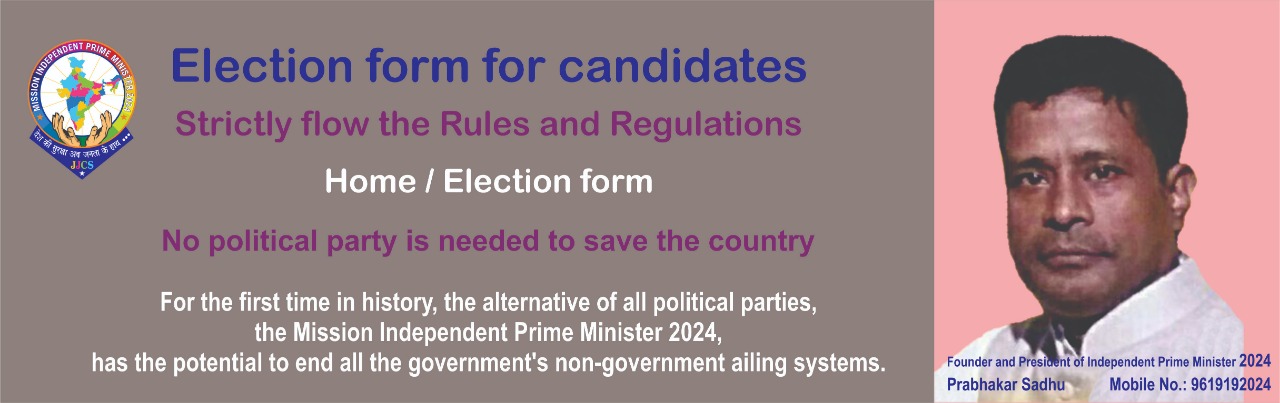 MISSION INDEPENDENT PRIME MINISTER 2024
देश की सुरक्षा अब जनता के हाथ
JJCS
Election form for candidates
Strictly flow the Rules and Regulations
Home / Election form
No political party is needed to save the country
For the first time in history, the alternative of all political parties,
the Mission Independent Prime Minister 2024,
has the potential to end all the government's non-government ailing systems.
Founder and President of Independent Prime Minister 2024
Prabhakar Sadhu Mobile No.: 9619192024